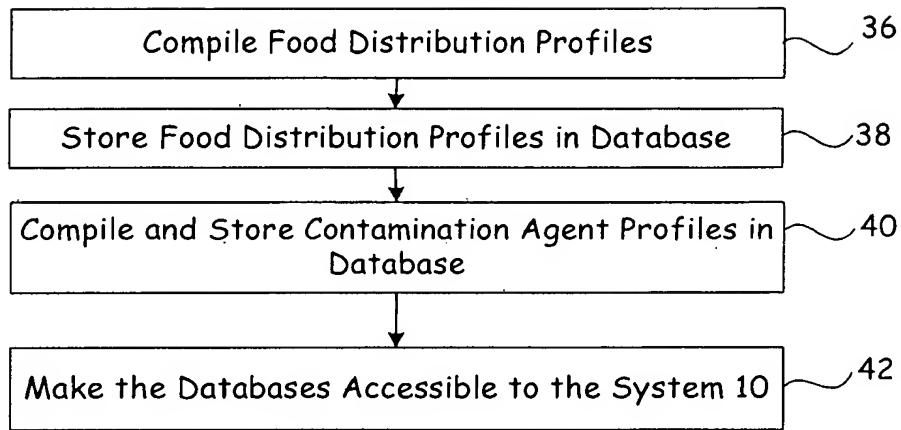 Compile Food Distribution Profiles
36
Store Food Distribution Profiles in Database
38
Compile and Store Contamination Agent Profiles in
Database
40
Make the Databases Accessible to the System 10
42